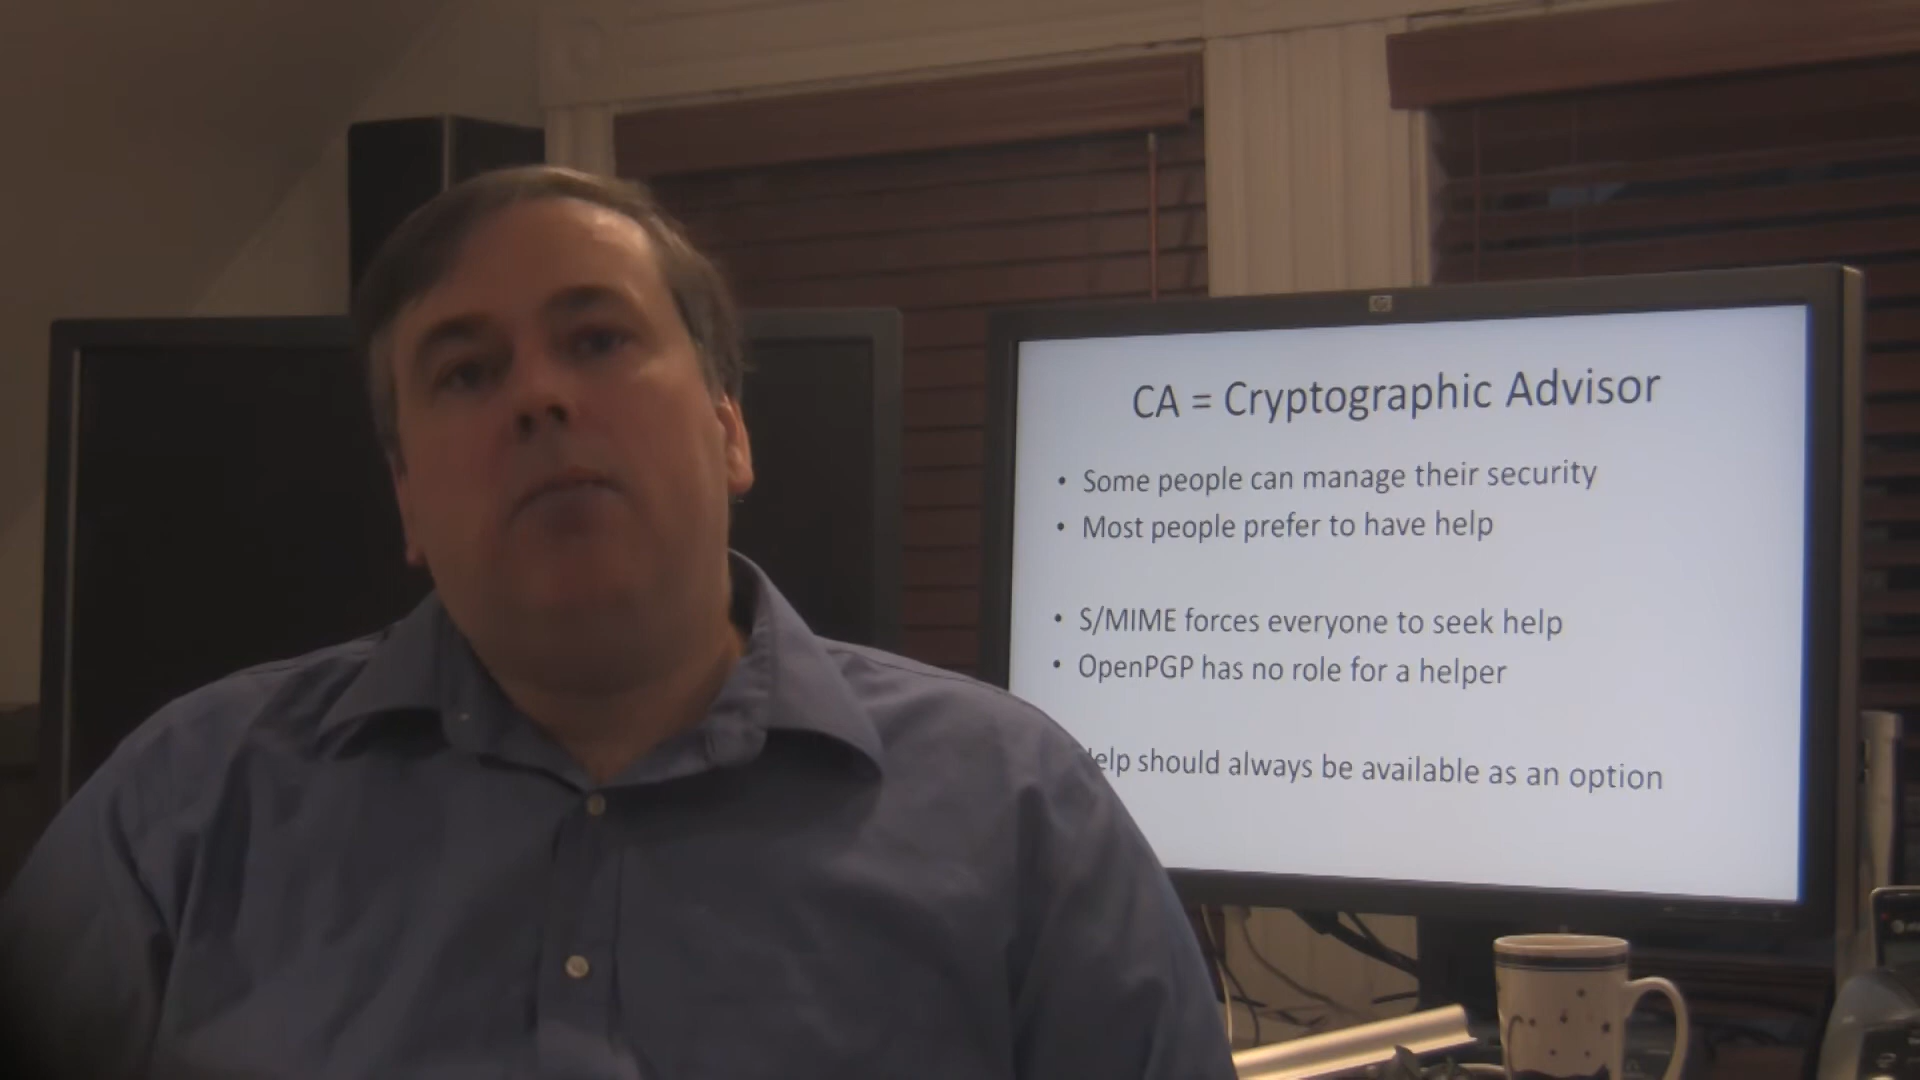 CA = Cryptographic Advisor
• Some people can manage their security
• Most people prefer to have help
• S/MIME forces everyone to seek help
• OpenPGP has no role for a helper
elp should always be available as an option
hp